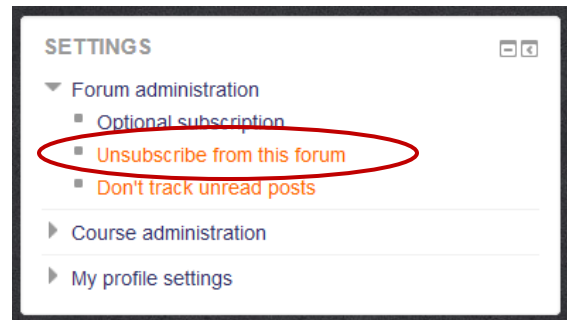 SETTINGS
Forum administration
Optional subscription
Unsubscribe from this forum
Don't track unread posts
Course administration
My profile settings